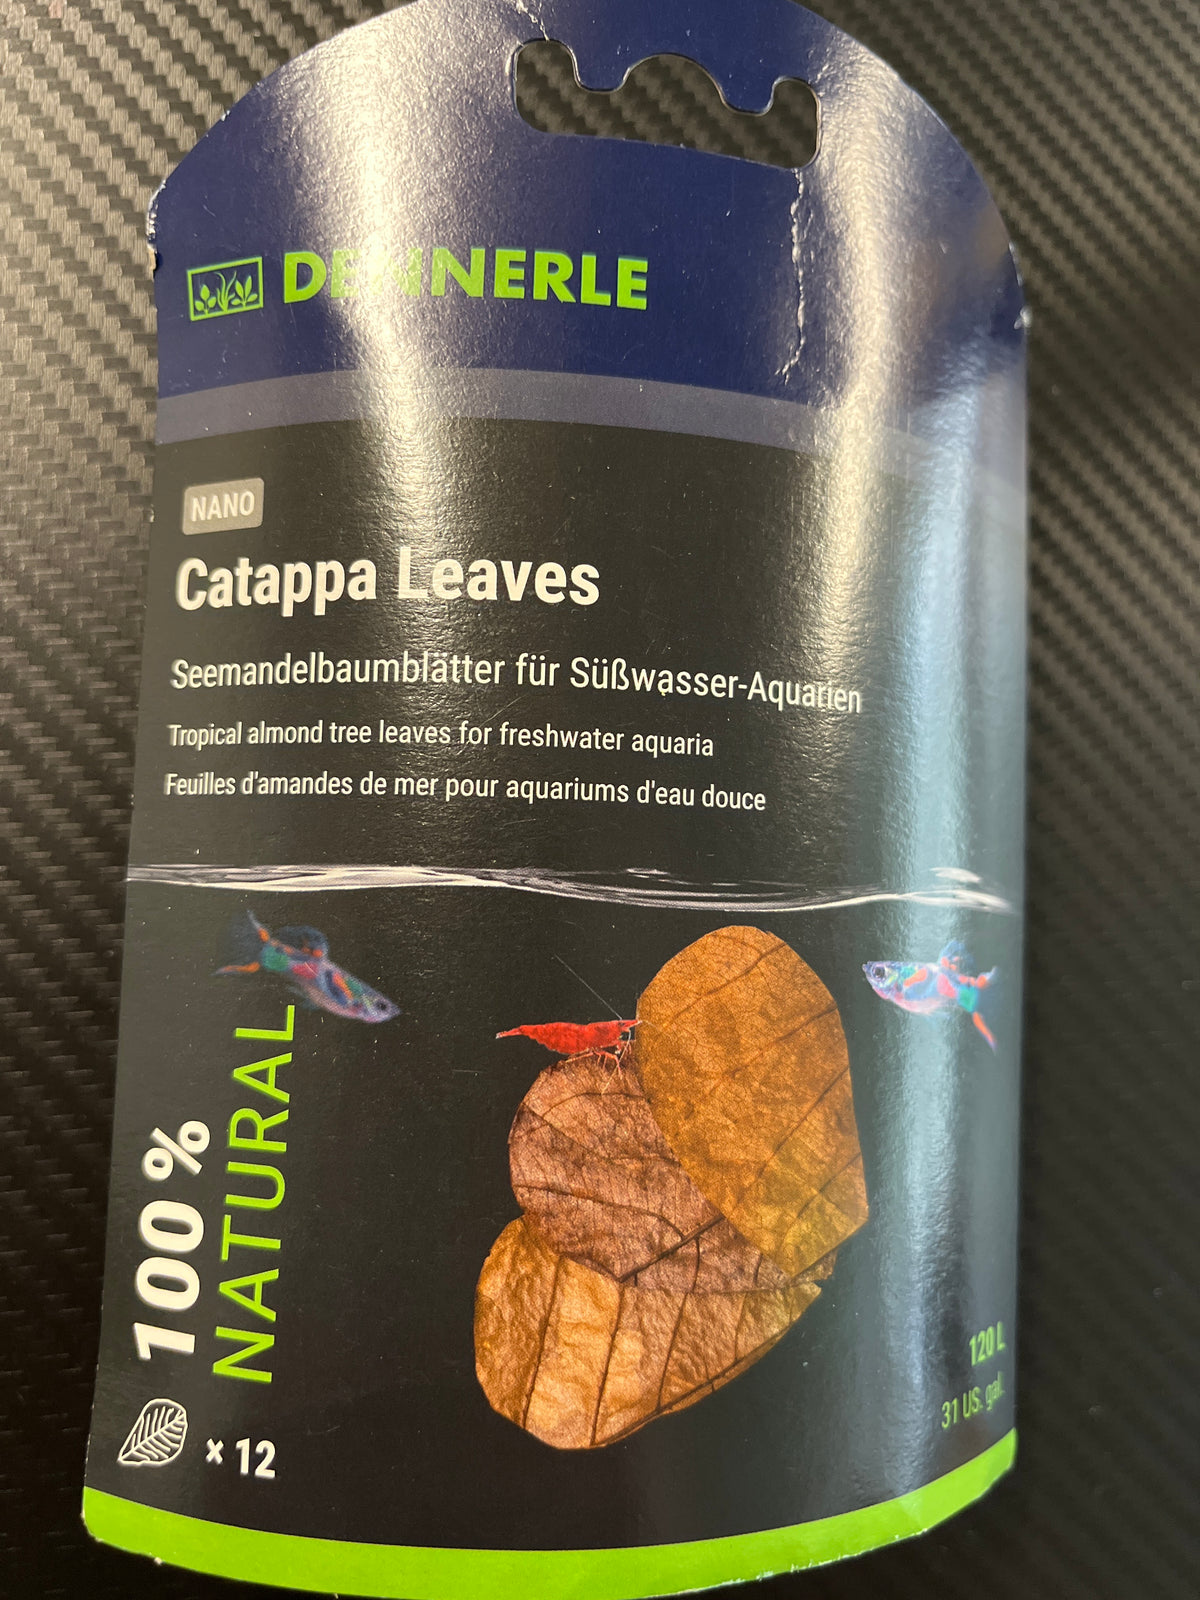 DENNERLE
NANO
Catappa Leaves
Seemandelbaumblätter für Süßwasser-Aquarien
Tropical almond tree leaves for freshwater aquaria
Feuilles d'amandes de mer pour aquariums d'eau douce
100 %
NATURAL
× 12
120 L
31 US. gal.